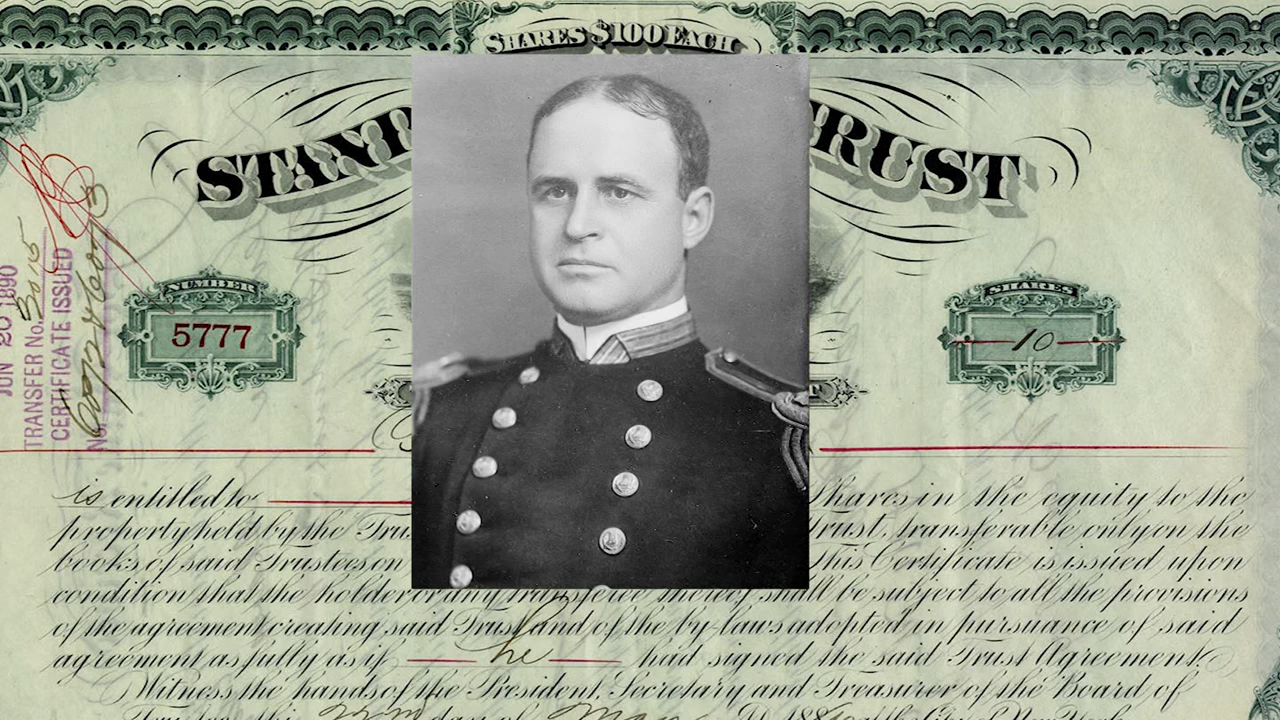 SHARES $100 EACH
STAN
RUST
NUMBER
5777
SHARES
10
JUN 20 1890
TRANSFER No. 3015
CERTIFICATE ISSUED
No.
is entitled to
Shares in the equity to the
property held by the Trus
Trust, transferable only on the
books of said Trustees on
This Certificate is issued upon
condition that the holder or any transferee thereof shall be subject to all the provisions
of the agreement creating said Trust and of the by-laws adopted in pursuance of said
agreement as fully as if he had signed the said Trust Agreement.
Witness the hands of the President, Secretary and Treasurer of the Board of
day of